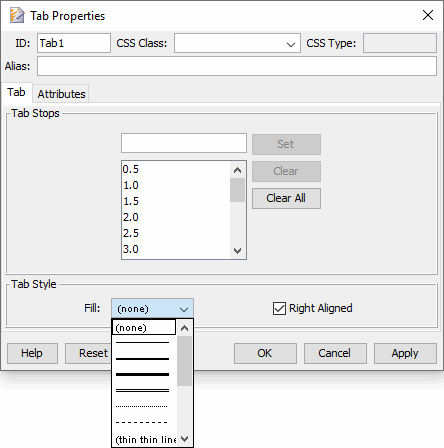 Tab Properties
ID: Tab1 CSS Class: CSS Type:
Alias:
Tab Attributes
Tab Stops
Set
0.5 Clear
1.0
1.5 Clear All
2.0
2.5
3.0
Tab Style
Fill: (none) Right Aligned
(none)
Help Reset OK Cancel Apply
(thin thin line